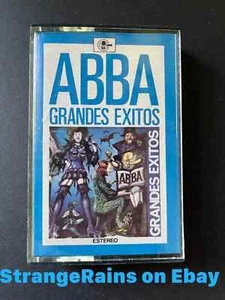 ABBA
GRANDES EXITOS
ABBA
GRANDES EXITOS
ESTEREO
StrangeRains on Ebay